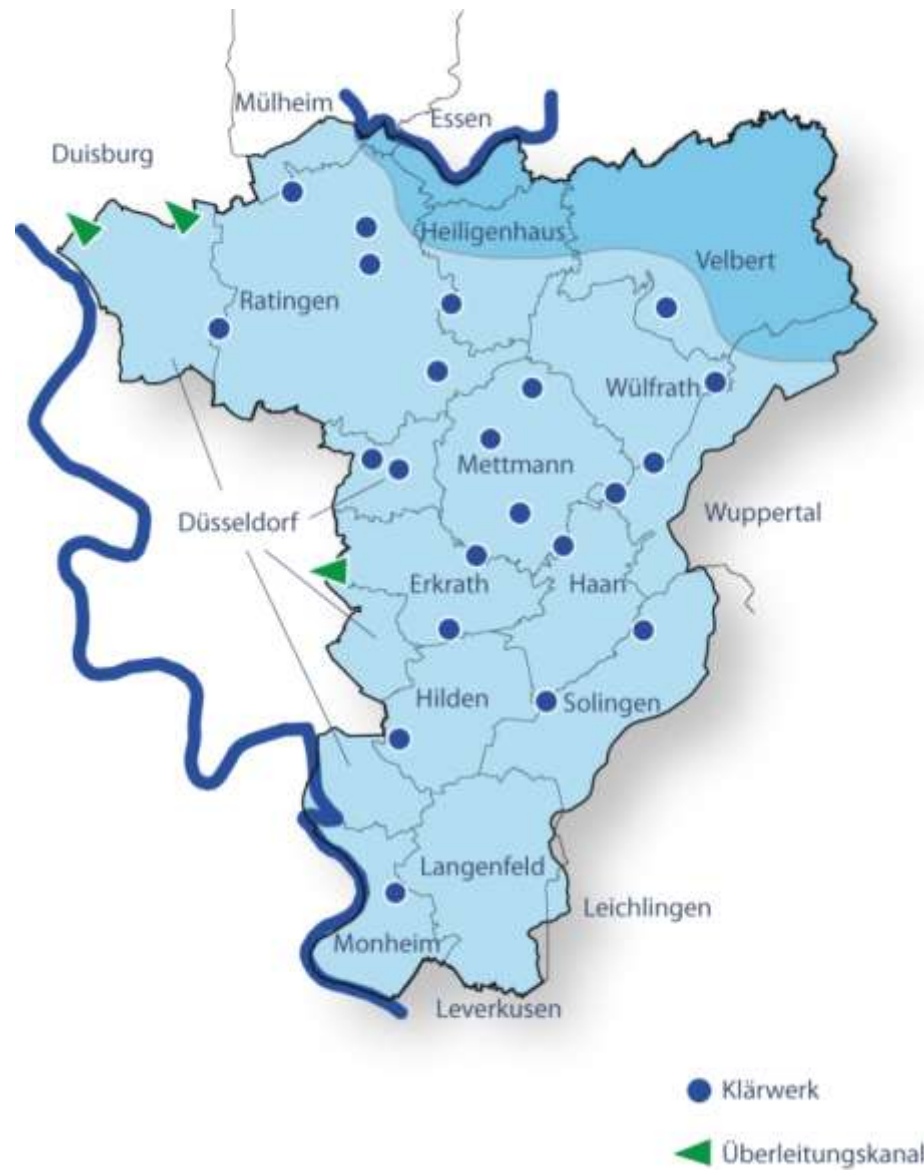 Mülheim
Essen
Duisburg
Heiligenhaus
Velbert
Ratingen
Wülfrath
Mettmann
Wuppertal
Düsseldorf
Erkrath
Haan
Hilden
Solingen
Langenfeld
Leichlingen
Monheim
Leverkusen
Klärwerk
Überleitungskanal